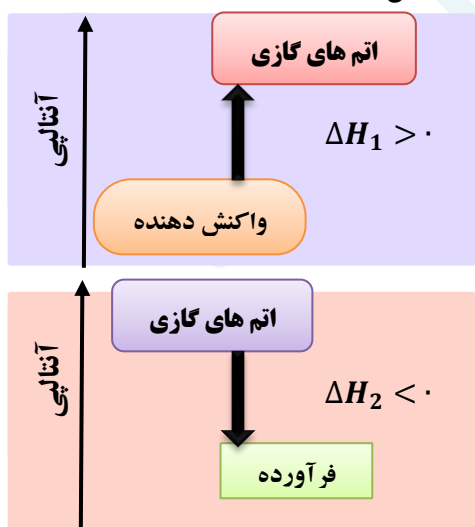 اتم های گازی
آنتالپی
ΔH₁ > ۰
واکنش دهنده
اتم های گازی
آنتالپی
ΔH₂ < ۰
فرآورده